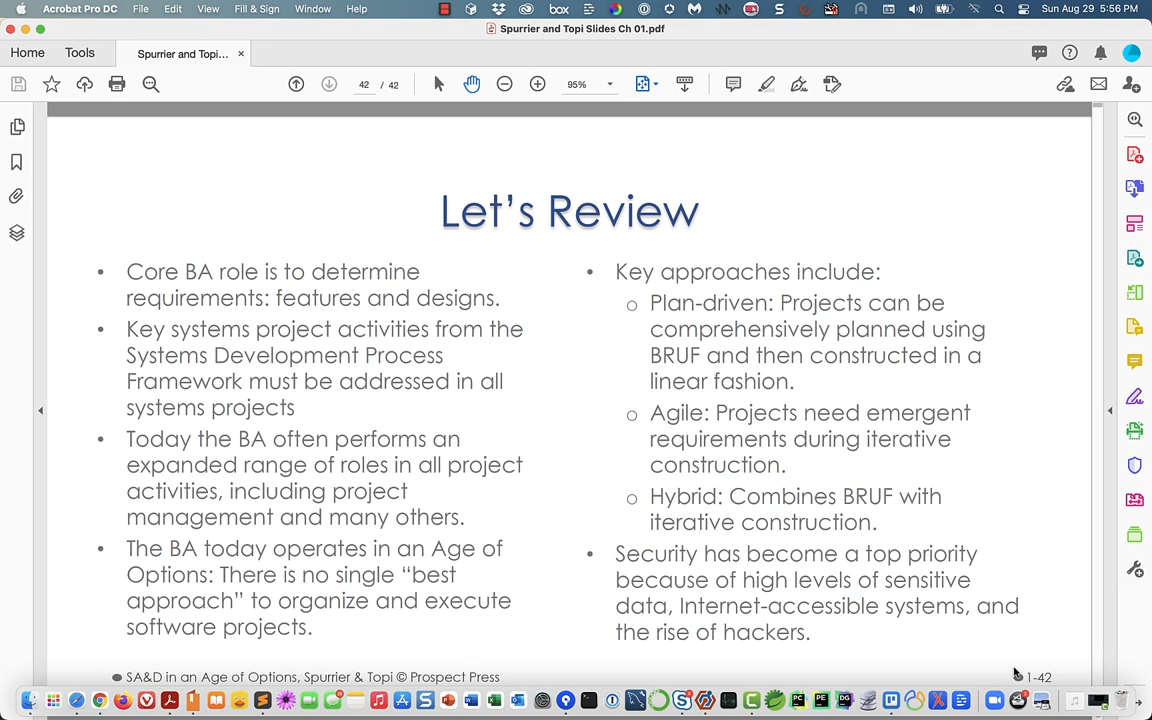 Acrobat Pro DC File Edit View Fill & Sign Window Help box Sun Aug 29 5:56 PM
Spurrier and Topi Slides Ch 01.pdf
Home Tools Spurrier and Topi... ×
42 / 42 95%
Let's Review
• Core BA role is to determine
requirements: features and designs.
• Key systems project activities from the
Systems Development Process
Framework must be addressed in all
systems projects
• Today the BA often performs an
expanded range of roles in all project
activities, including project
management and many others.
• The BA today operates in an Age of
Options: There is no single “best
approach” to organize and execute
software projects.
• Key approaches include:
o Plan-driven: Projects can be
comprehensively planned using
BRUF and then constructed in a
linear fashion.
o Agile: Projects need emergent
requirements during iterative
construction.
o Hybrid: Combines BRUF with
iterative construction.
• Security has become a top priority
because of high levels of sensitive
data, Internet-accessible systems, and
the rise of hackers.
SA&D in an Age of Options, Spurrier & Topi © Prospect Press 1-42